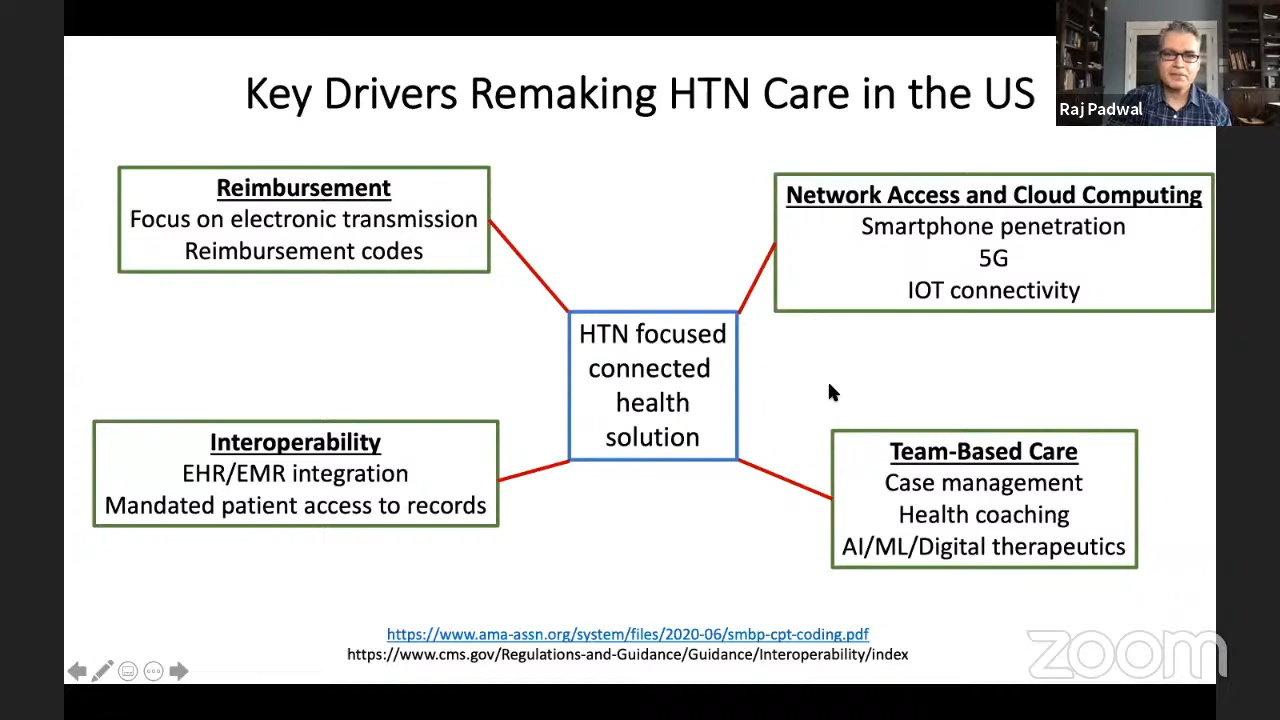 Key Drivers Remaking HTN Care in the US
Raj Padwal
Reimbursement
Focus on electronic transmission
Reimbursement codes
Network Access and Cloud Computing
Smartphone penetration
5G
IOT connectivity
HTN focused
connected
health
solution
Interoperability
EHR/EMR integration
Mandated patient access to records
Team-Based Care
Case management
Health coaching
AI/ML/Digital therapeutics
https://www.ama-assn.org/system/files/2020-06/smbp-cpt-coding.pdf
https://www.cms.gov/Regulations-and-Guidance/Guidance/Interoperability/index
zoom